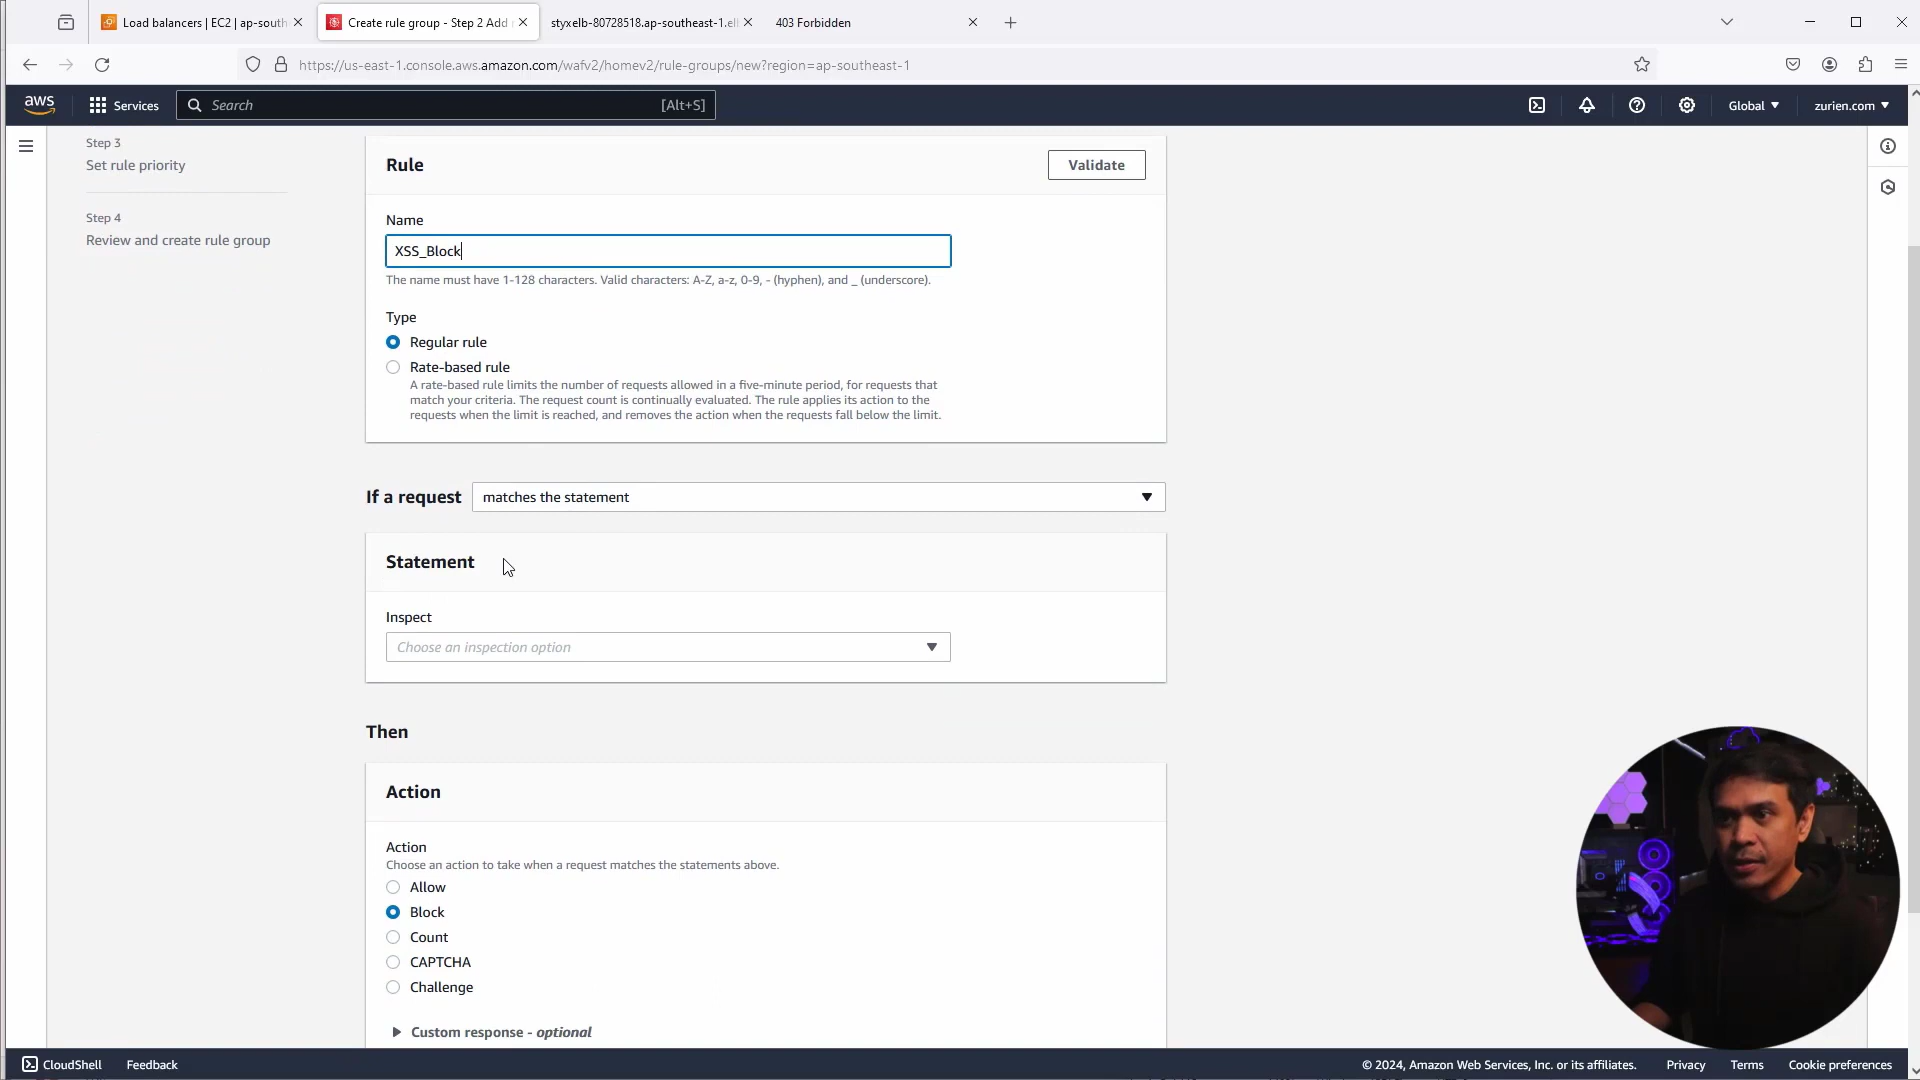 Load balancers | EC2 | ap-south
Create rule group - Step 2 Add r
styxelb-80728518.ap-southeast-1.el
403 Forbidden
https://us-east-1.console.aws.amazon.com/wafv2/homev2/rule-groups/new?region=ap-southeast-1
aws
Services
Search
[Alt+S]
Global
zurien.com
Step 3
Set rule priority
Step 4
Review and create rule group
Rule
Validate
Name
XSS_Block
The name must have 1-128 characters. Valid characters: A-Z, a-z, 0-9, - (hyphen), and _ (underscore).
Type
Regular rule
Rate-based rule
A rate-based rule limits the number of requests allowed in a five-minute period, for requests that
match your criteria. The request count is continually evaluated. The rule applies its action to the
requests when the limit is reached, and removes the action when the requests fall below the limit.
If a request
matches the statement
Statement
Inspect
Choose an inspection option
Then
Action
Action
Choose an action to take when a request matches the statements above.
Allow
Block
Count
CAPTCHA
Challenge
Custom response - optional
CloudShell
Feedback
© 2024, Amazon Web Services, Inc. or its affiliates.
Privacy
Terms
Cookie preferences